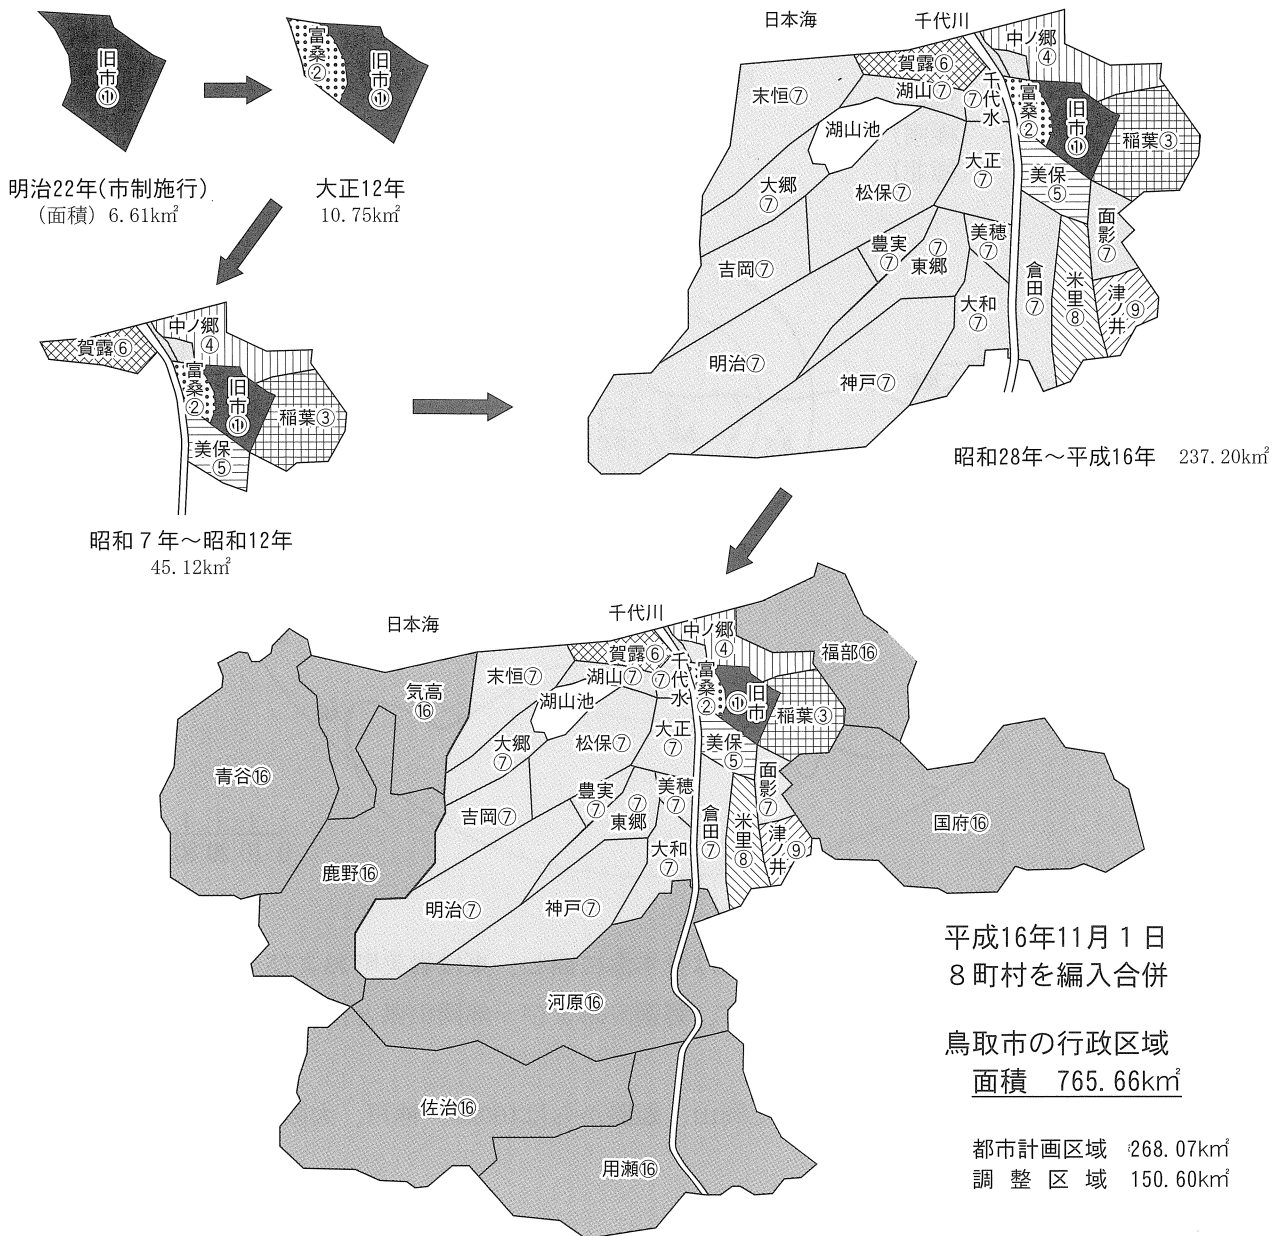 旧市①
富桑②
旧市①
明治22年(市制施行)
(面積) 6.61k㎡
大正12年
10.75k㎡
中ノ郷④
賀露⑥
富桑②
旧市①
稲葉③
美保⑤
昭和7年～昭和12年
45.12k㎡
日本海
千代川
中ノ郷④
賀露⑥
末恒⑦
湖山⑦
千代水⑦
富桑②
旧市①
稲葉③
湖山池
大正⑦
美保⑤
大郷⑦
松保⑦
面影⑦
美穂⑦
豊実⑦
東郷⑦
吉岡⑦
倉田⑦
米里⑧
津ノ井⑨
大和⑦
明治⑦
神戸⑦
昭和28年～平成16年 237.20k㎡
日本海
千代川
中ノ郷④
賀露⑥
福部⑯
末恒⑦
湖山⑦
千代水⑦
富桑②
旧市①
稲葉③
気高⑯
湖山池
大正⑦
美保⑤
大郷⑦
松保⑦
面影⑦
青谷⑯
豊実⑦
美穂⑦
東郷⑦
吉岡⑦
倉田⑦
米里⑧
津ノ井⑨
国府⑯
大和⑦
鹿野⑯
明治⑦
神戸⑦
河原⑯
佐治⑯
用瀬⑯
平成16年11月1日
8町村を編入合併
鳥取市の行政区域
面積 765.66k㎡
都市計画区域 268.07k㎡
調整区域 150.60k㎡